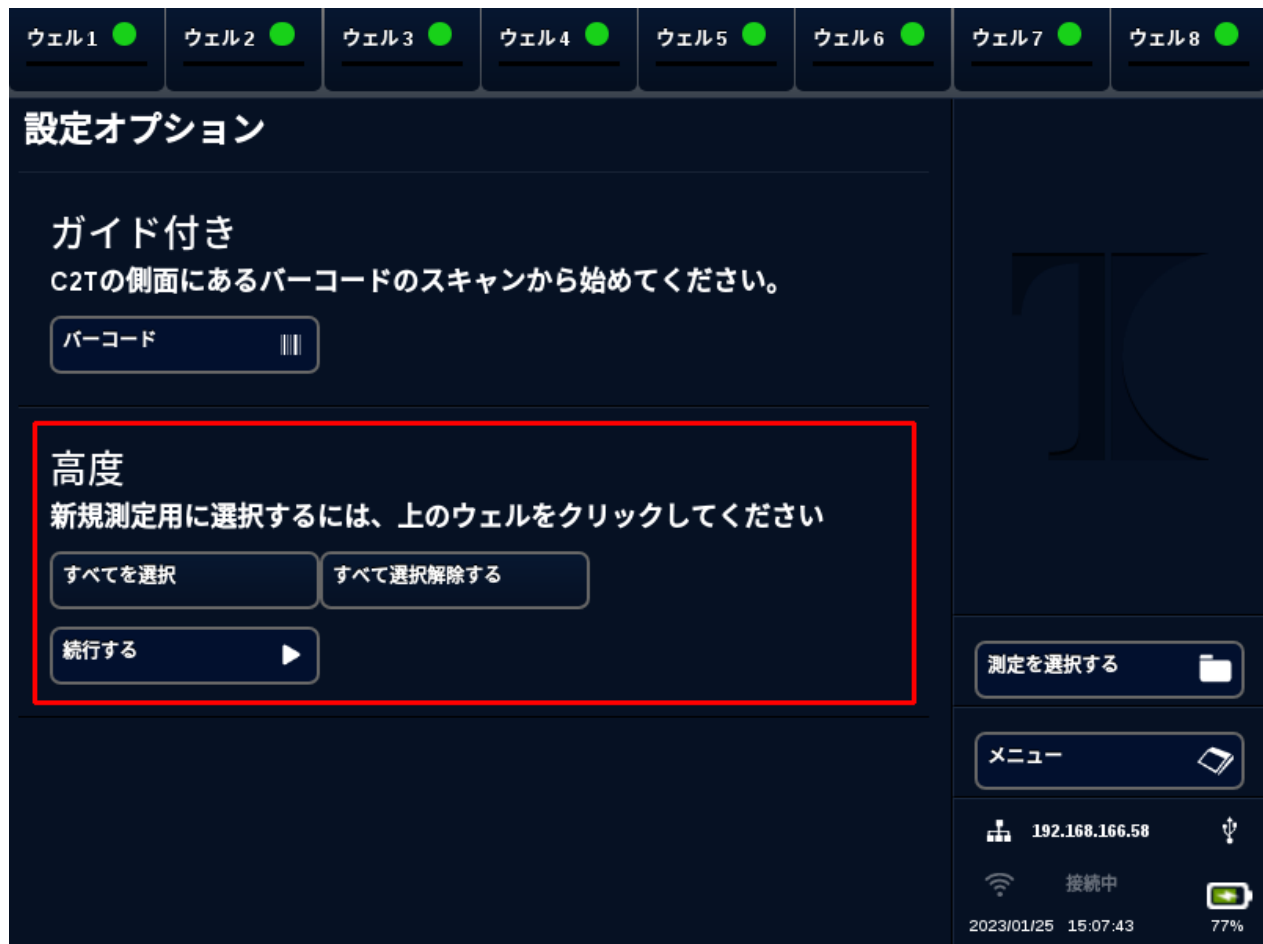 ウェル1 ウェル2 ウェル3 ウェル4 ウェル5 ウェル6 ウェル7 ウェル8
設定オプション
ガイド付き
C2Tの側面にあるバーコードのスキャンから始めてください。
バーコード
高度
新規測定用に選択するには、上のウェルをクリックしてください
すべてを選択 すべて選択解除する
続行する
測定を選択する
メニュー
192.168.166.58
接続中
2023/01/25 15:07:43 77%